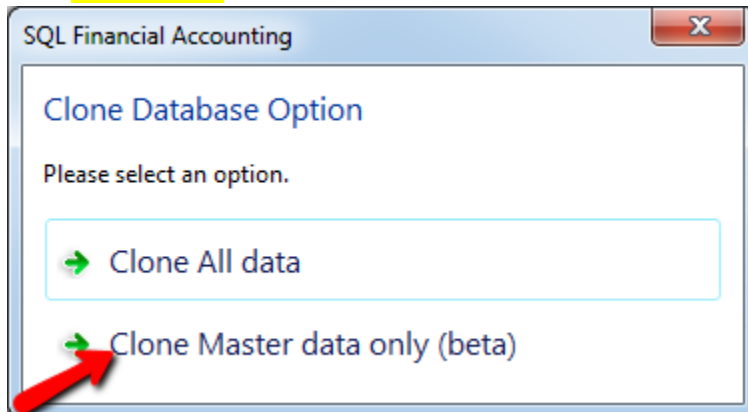 SQL Financial Accounting
Clone Database Option
Please select an option.
Clone All data
Clone Master data only (beta)